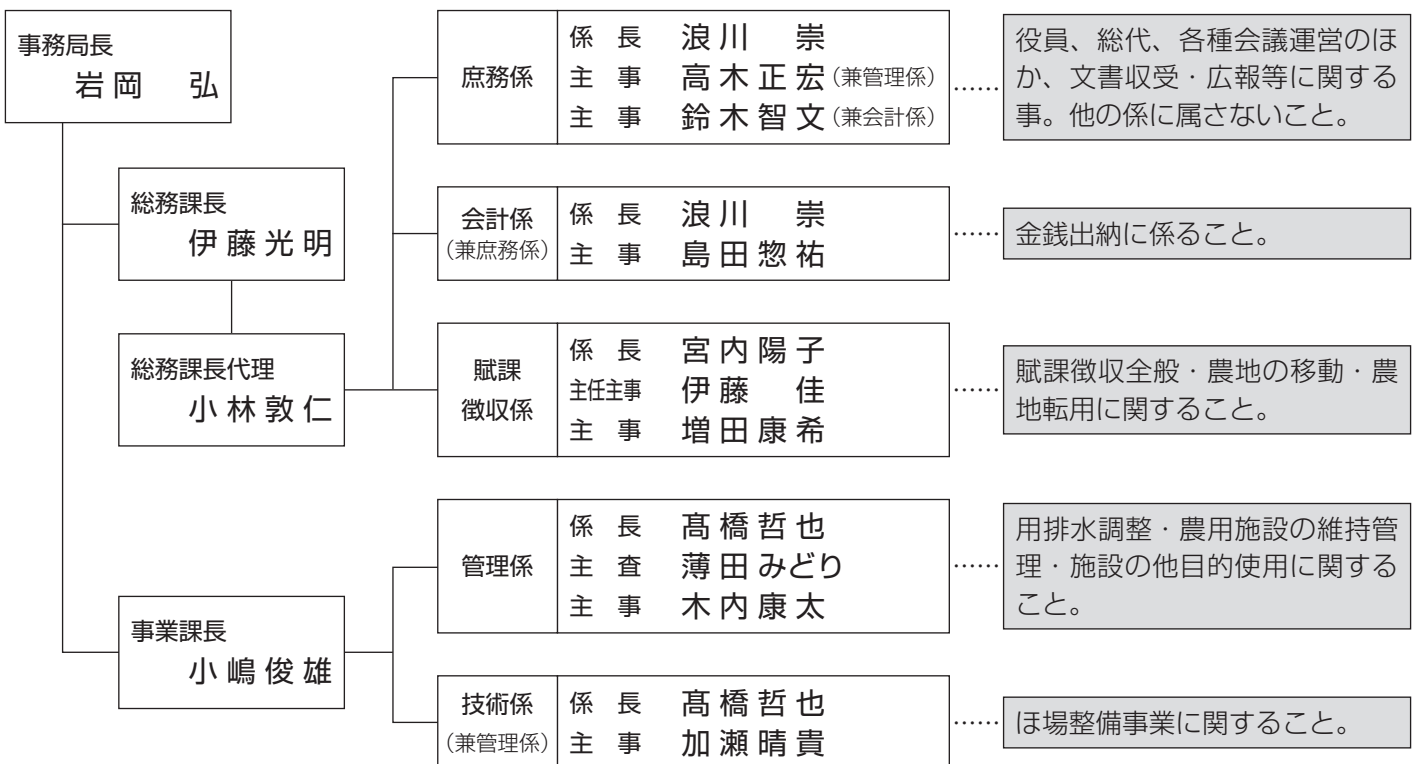 事務局長
岩岡　弘
総務課長
伊藤光明
総務課長代理
小林敦仁
庶務係
係長 浪川　崇
主事 高木正宏（兼管理係）
主事 鈴木智文（兼会計係）
……
役員、総代、各種会議運営のほ
か、文書収受・広報等に関する
事。他の係に属さないこと。
会計係
（兼庶務係）
係長 浪川　崇
主事 島田惣祐
……
金銭出納に係ること。
賦課
徴収係
係長 宮内陽子
主任主事 伊藤　佳
主事 増田康希
……
賦課徴収全般・農地の移動・農
地転用に関すること。
事業課長
小嶋俊雄
管理係
係長 髙橋哲也
主査 薄田みどり
主事 木内康太
……
用排水調整・農用施設の維持管
理・施設の他目的使用に関する
こと。
技術係
（兼管理係）
係長 髙橋哲也
主事 加瀬晴貴
……
ほ場整備事業に関すること。